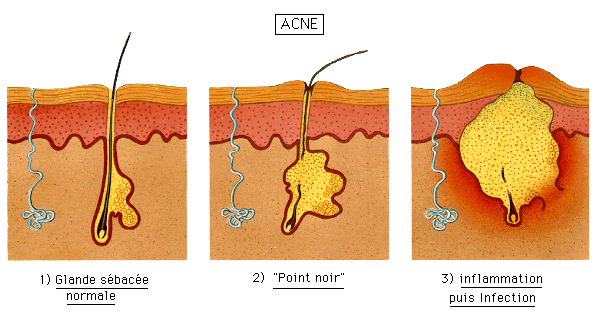 ACNE
1) Glande sébacée
normale
2) "Point noir"
3) inflammation
puis Infection